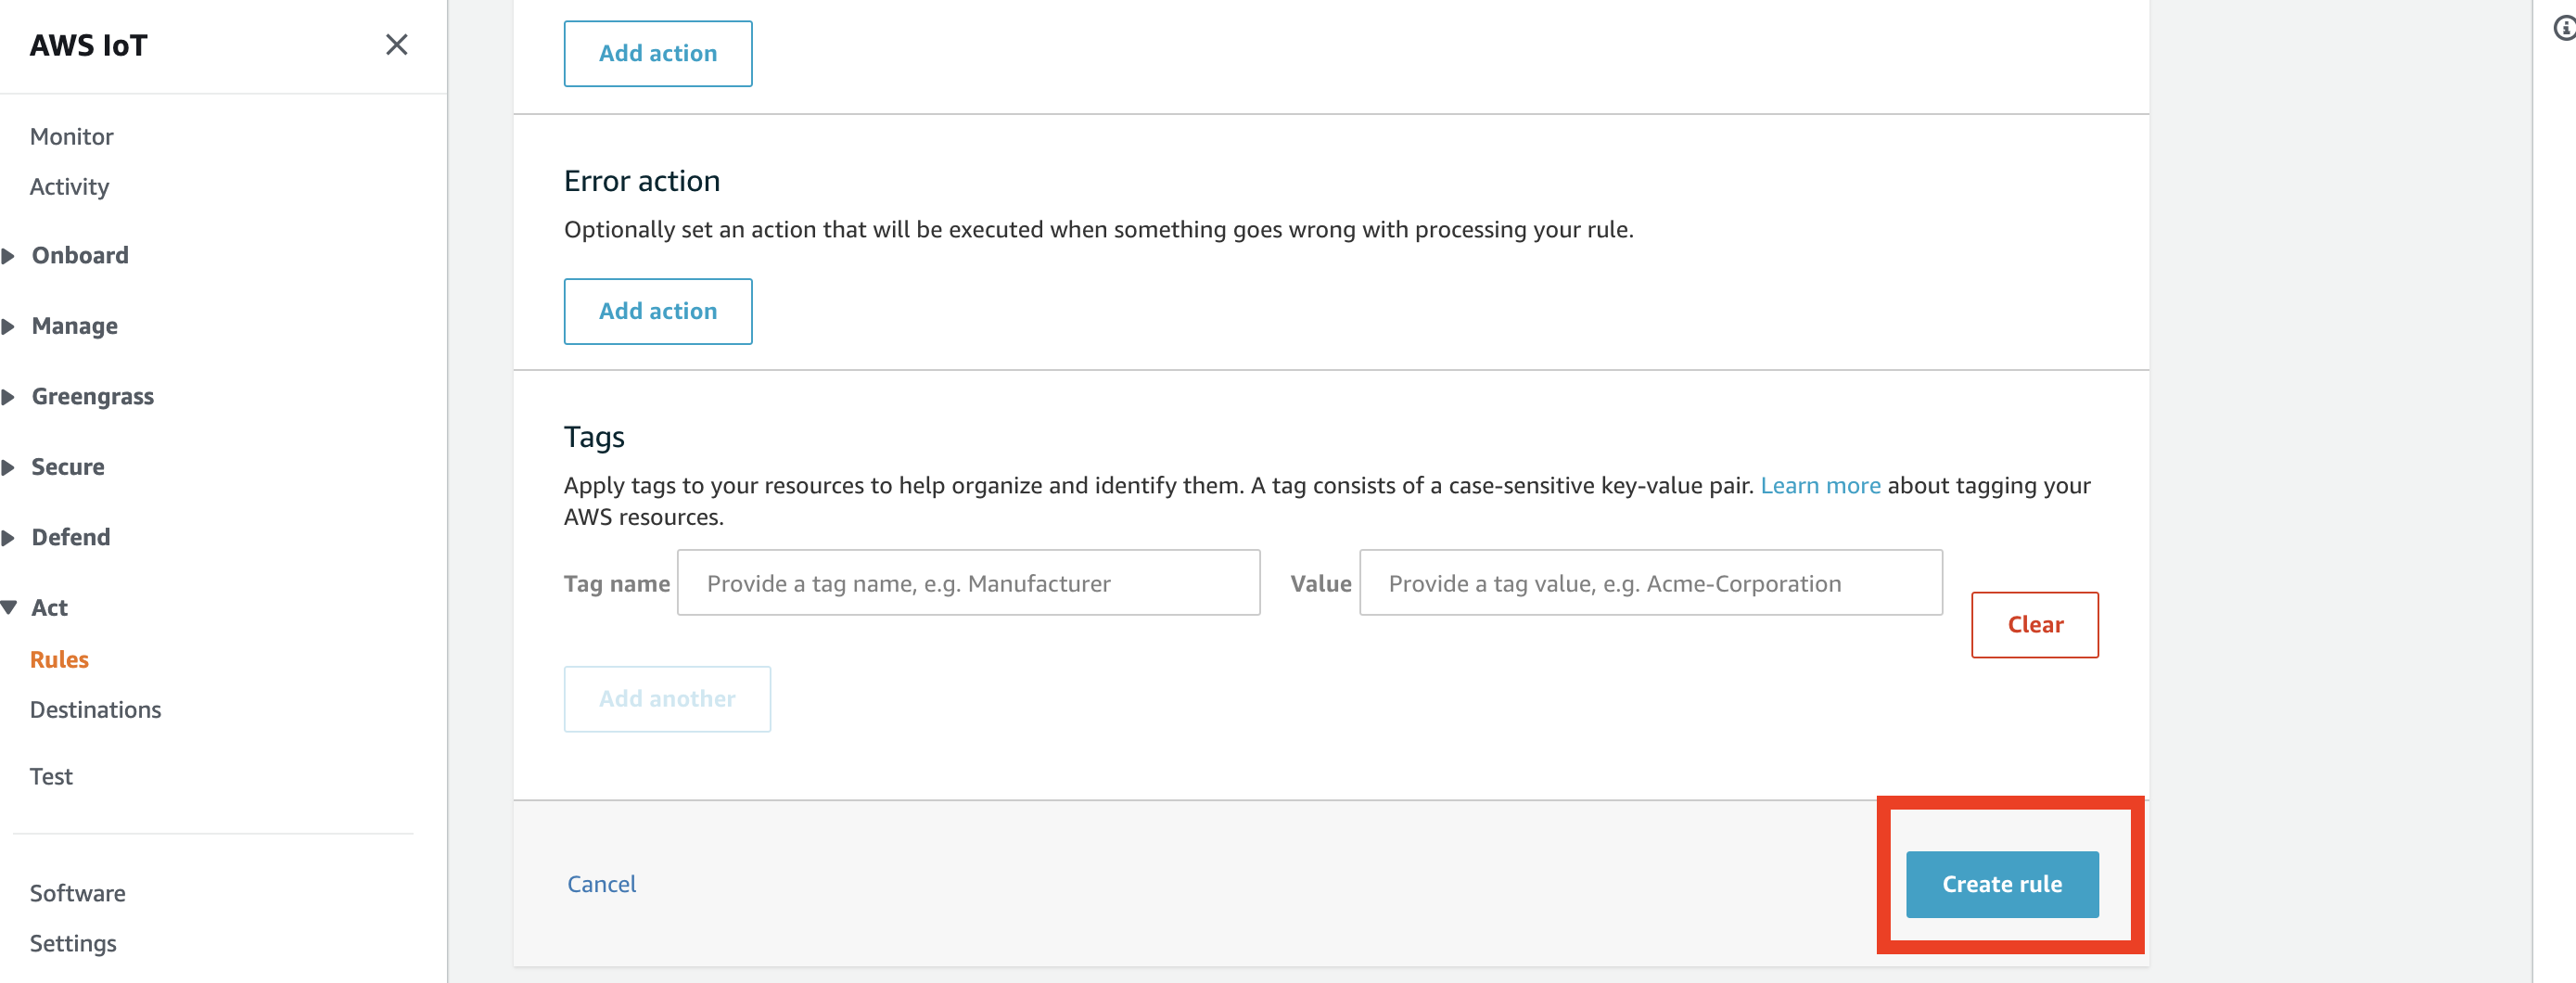 AWS IoT
Monitor
Activity
Onboard
Manage
Greengrass
Secure
Defend
Act
Rules
Destinations
Test
Software
Settings
Add action
Error action
Optionally set an action that will be executed when something goes wrong with processing your rule.
Add action
Tags
Apply tags to your resources to help organize and identify them. A tag consists of a case-sensitive key-value pair. Learn more about tagging your
AWS resources.
Tag name Provide a tag name, e.g. Manufacturer Value Provide a tag value, e.g. Acme-Corporation
Clear
Add another
Cancel Create rule